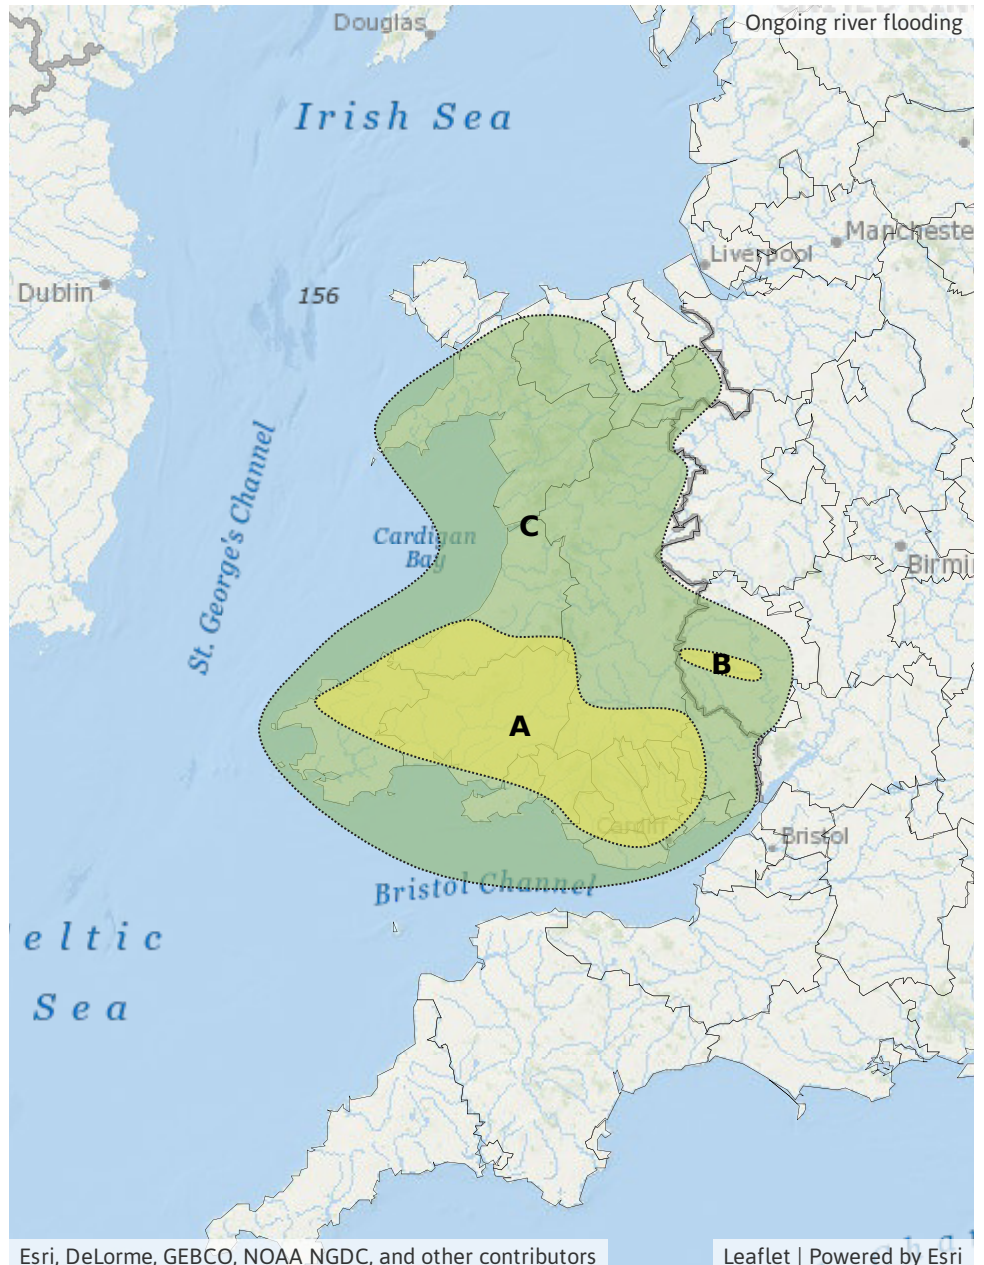 Douglas
Ongoing river flooding
Irish Sea
Mancheste
Liverpool
Dublin
156
St. George's Channel
C
Cardigan
Bay
Birmi
B
A
Cardiff
Bristol
Bristol Channel
eltic
Sea
Esri, DeLorme, GEBCO, NOAA NGDC, and other contributors
Leaflet | Powered by Esri